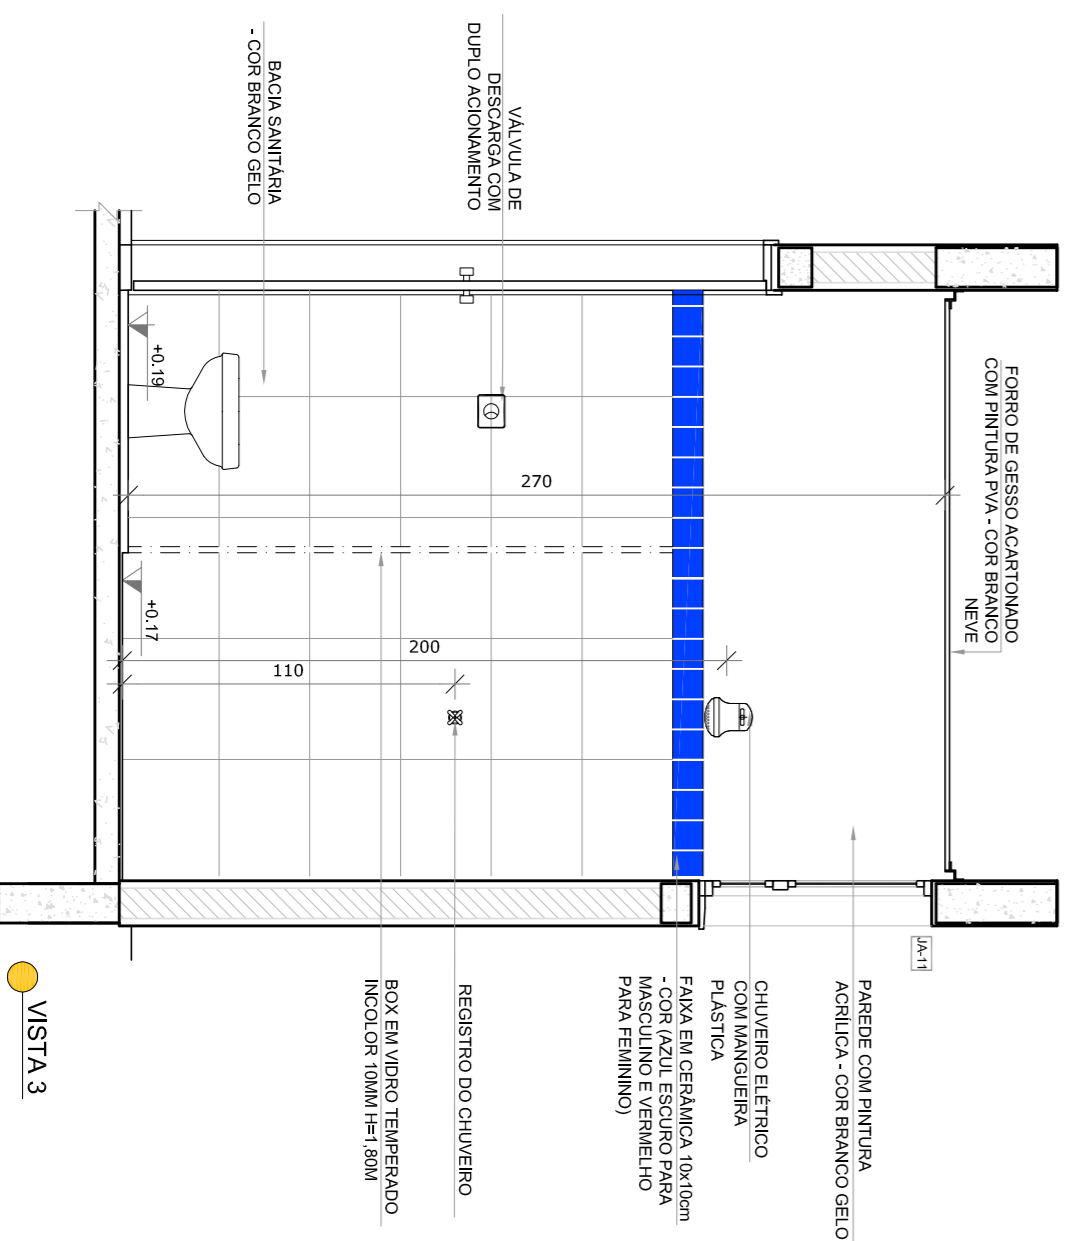 FORRO DE GESSO ACARTONADO
COM PINTURA PVA - COR BRANCO
NEVE
VÁLVULA DE
DESCARGA COM
DUPLO ACIONAMENTO
BACIA SANITÁRIA
- COR BRANCO GELO
JA-11
PAREDE COM PINTURA
ACRÍLICA - COR BRANCO GELO
CHUVEIRO ELÉTRICO
COM MANGUEIRA
PLÁSTICA
FAIXA EM CERÂMICA 10x10cm
- COR (AZUL ESCURO PARA
MASCULINO E VERMELHO
PARA FEMININO)
REGISTRO DO CHUVEIRO
BOX EM VIDRO TEMPERADO
INCOLOR 10MM H=1,80M
270
200
110
+0.19
+0.17
VISTA 3